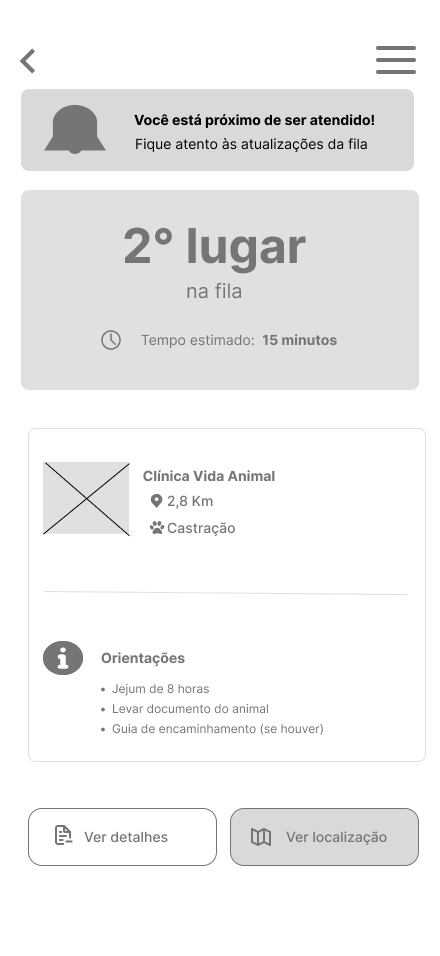 Você está próximo de ser atendido!
Fique atento às atualizações da fila
2° lugar
na fila
Tempo estimado: 15 minutos
Clínica Vida Animal
2,8 Km
Castração
Orientações
• Jejum de 8 horas
• Levar documento do animal
• Guia de encaminhamento (se houver)
Ver detalhes
Ver localização